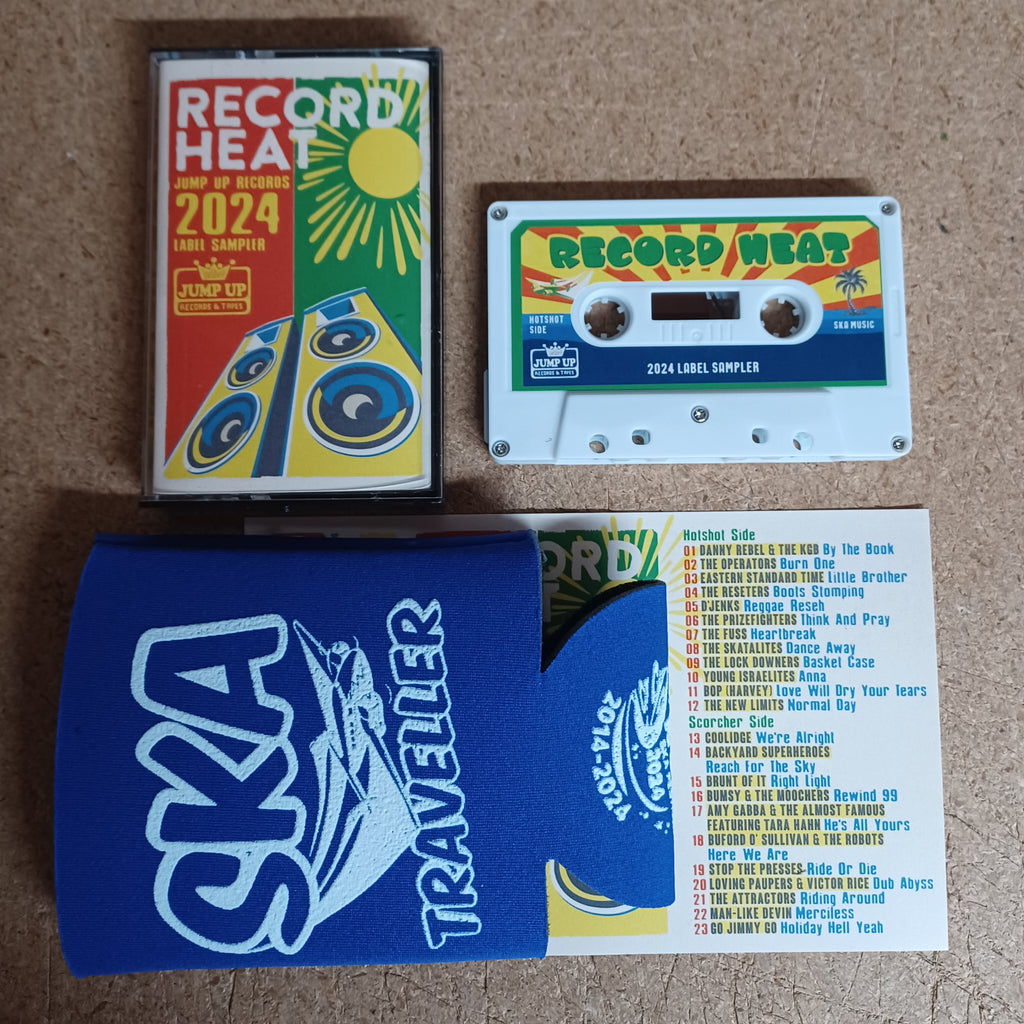 RECORD
HEAT
JUMP UP RECORDS
2024
LABEL SAMPLER
JUMP UP
RECORDS & TAPES
RECORD HEAT
HOTSHOT
SIDE
SKA MUSIC
JUMP UP
RECORDS & TAPES
2024 LABEL SAMPLER
SKA
TRAVELLER
2014-2024
ORD
T
Hotshot Side
01 DANNY REBEL & THE KGB By The Book
02 THE OPERATORS Burn One
03 EASTERN STANDARD TIME Little Brother
04 THE RESETERS Boots Stomping
05 D'JENKS Reggae Reseh
06 THE PRIZEFIGHTERS Think And Pray
07 THE FUSS Heartbreak
08 THE SKATALITES Dance Away
09 THE LOCK DOWNERS Basket Case
10 YOUNG ISRAELITES Anna
11 BOP (HARVEY) Love Will Dry Your Tears
12 THE NEW LIMITS Normal Day
Scorcher Side
13 COOLIDGE We're Alright
14 BACKYARD SUPERHEROES
Reach For The Sky
15 BRUNT OF IT Right Light
16 BUMSY & THE MOOCHERS Rewind 99
17 AMY GABBA & THE ALMOST FAMOUS
FEATURING TARA HAHN He's All Yours
18 BUFORD O' SULLIVAN & THE ROBOTS
Here We Are
19 STOP THE PRESSES Ride Or Die
20 LOVING PAUPERS & VICTOR RICE Dub Abyss
21 THE ATTRACTORS Riding Around
22 MAN-LIKE DEVIN Merciless
23 GO JIMMY GO Holiday Hell Yeah